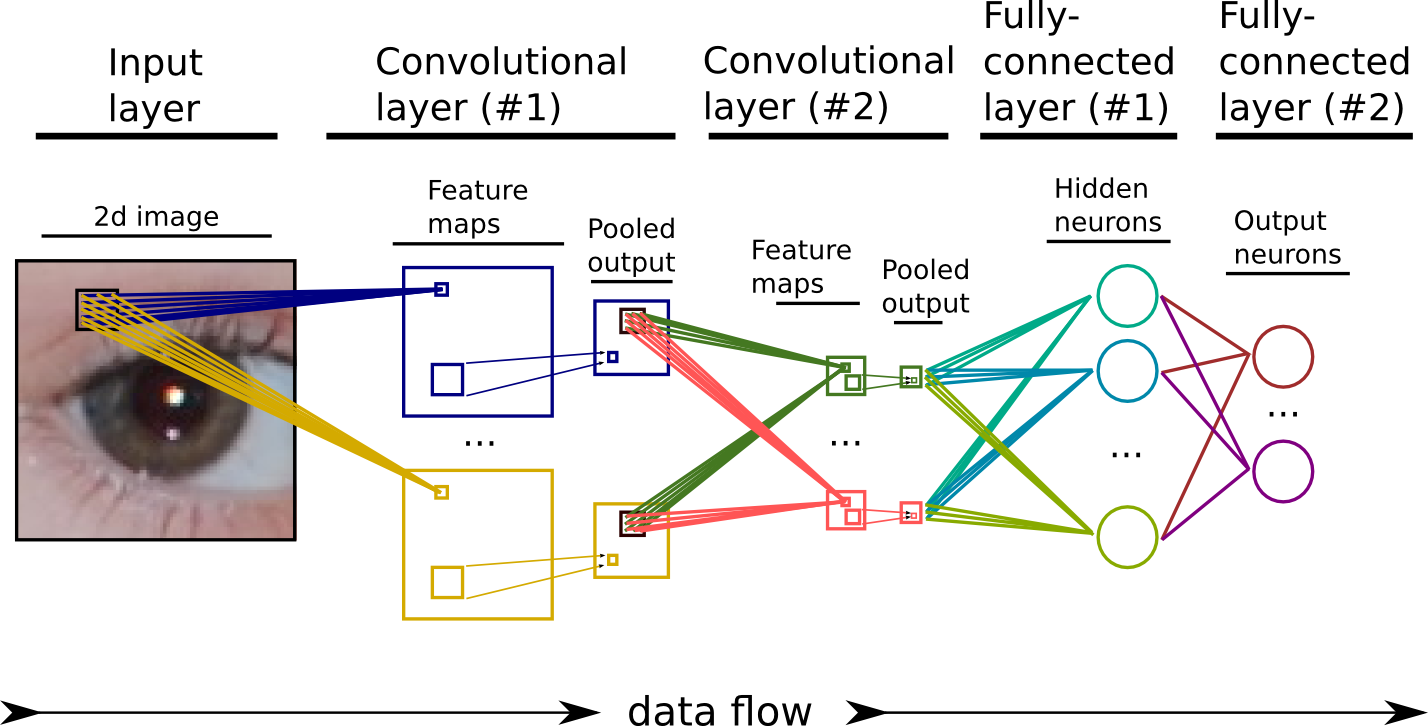 Input
layer
Convolutional
layer (#1)
Convolutional
layer (#2)
Fully-
connected
layer (#1)
Fully-
connected
layer (#2)
2d image
Feature
maps
Pooled
output
Feature
maps
Pooled
output
Hidden
neurons
Output
neurons
...
...
...
...
data flow